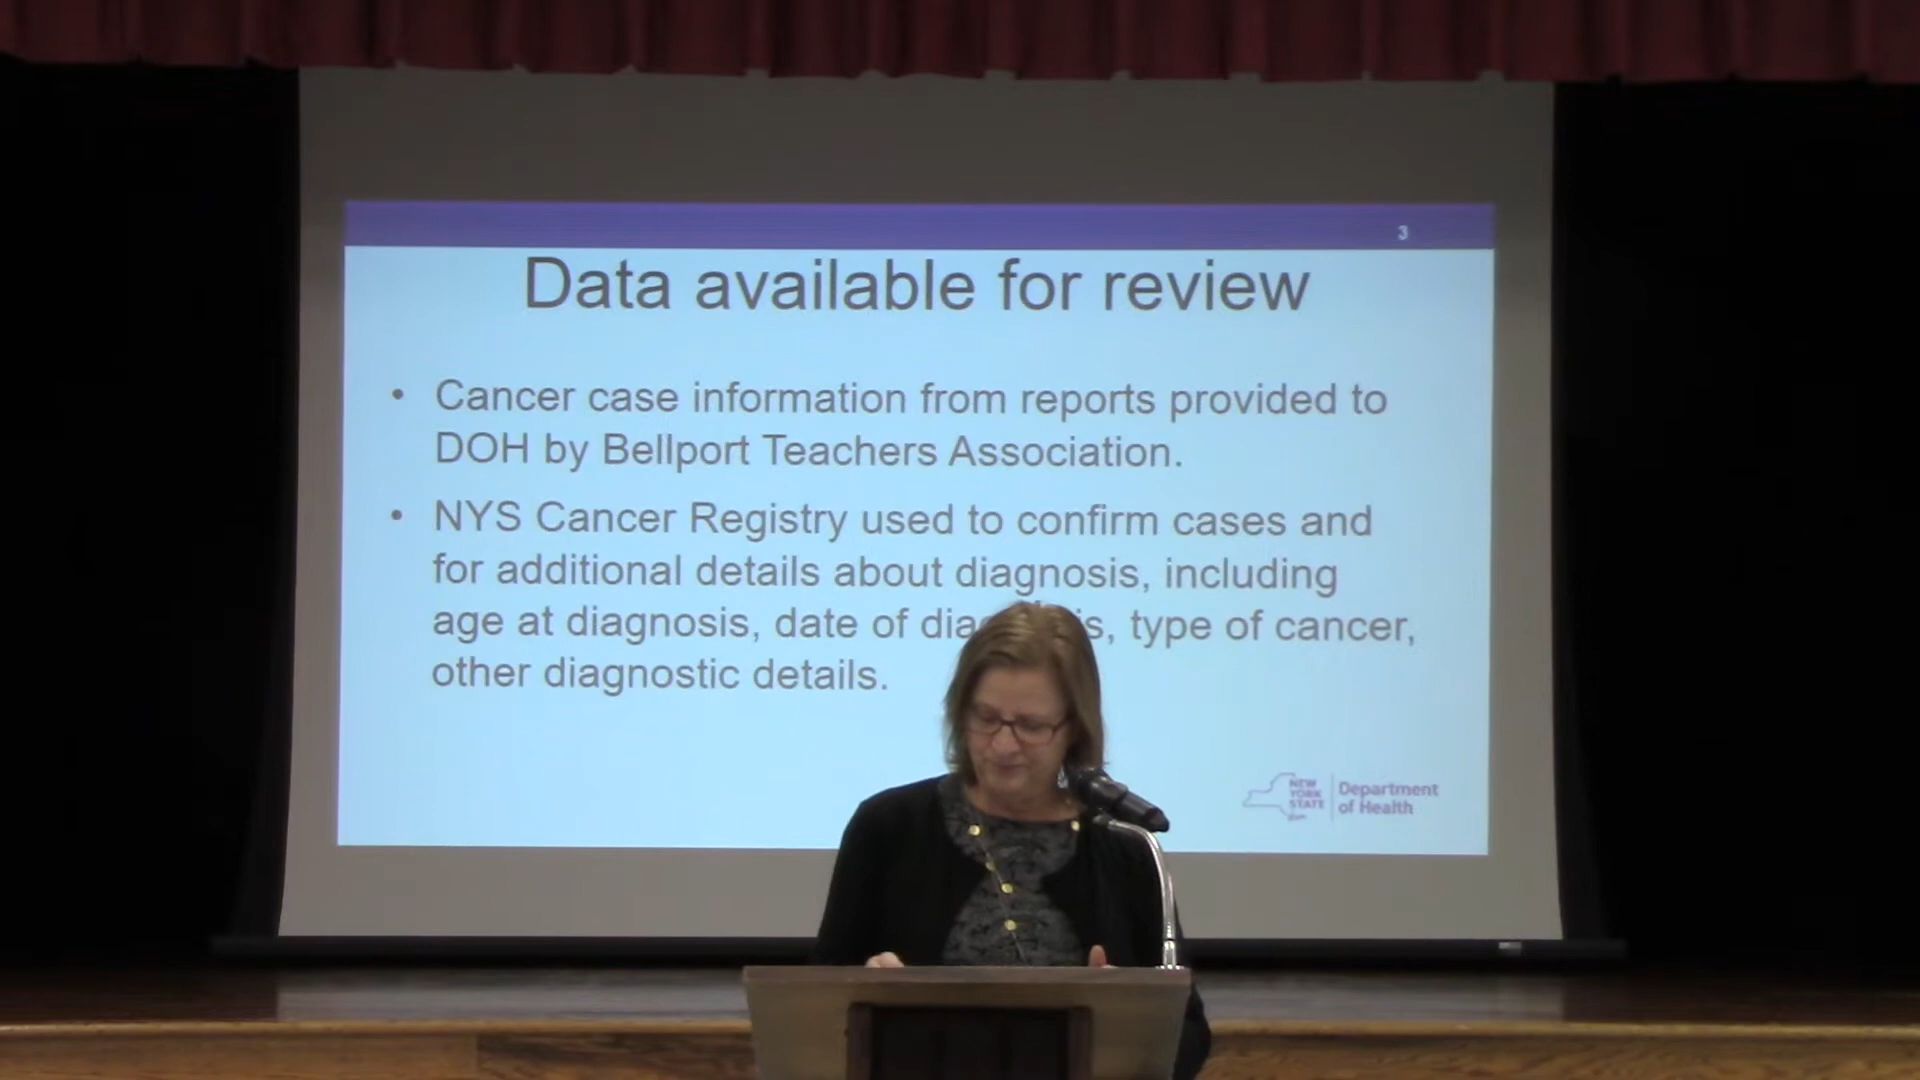 3
Data available for review
• Cancer case information from reports provided to
DOH by Bellport Teachers Association.
• NYS Cancer Registry used to confirm cases and
for additional details about diagnosis, including
age at diagnosis, date of dia is, type of cancer,
other diagnostic details.
NEW
YORK
STATE
Department
of Health